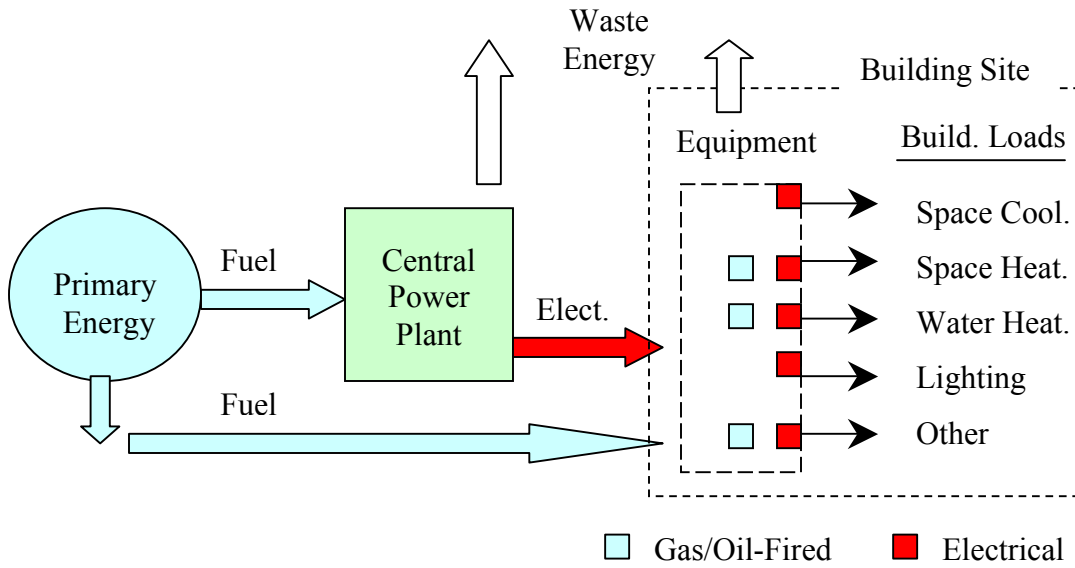 Waste
Energy
Building Site
Equipment
Build. Loads
Space Cool.
Space Heat.
Water Heat.
Lighting
Other
Primary
Energy
Fuel
Central
Power
Plant
Elect.
Fuel
Gas/Oil-Fired
Electrical